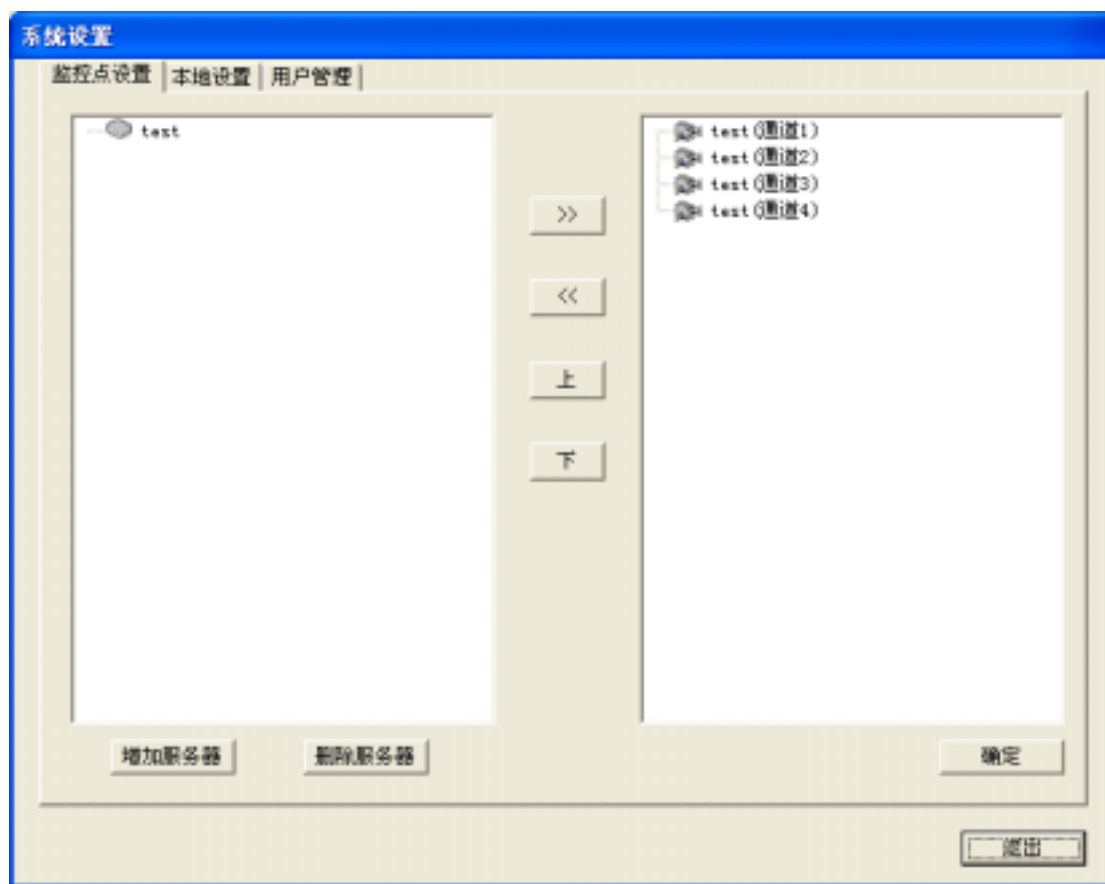 系统设置
监控点设置 本地设置 用户管理
test
test(通道1)
test(通道2)
test(通道3)
test(通道4)
>>
<<
上
下
增加服务器 删除服务器 确定
退出